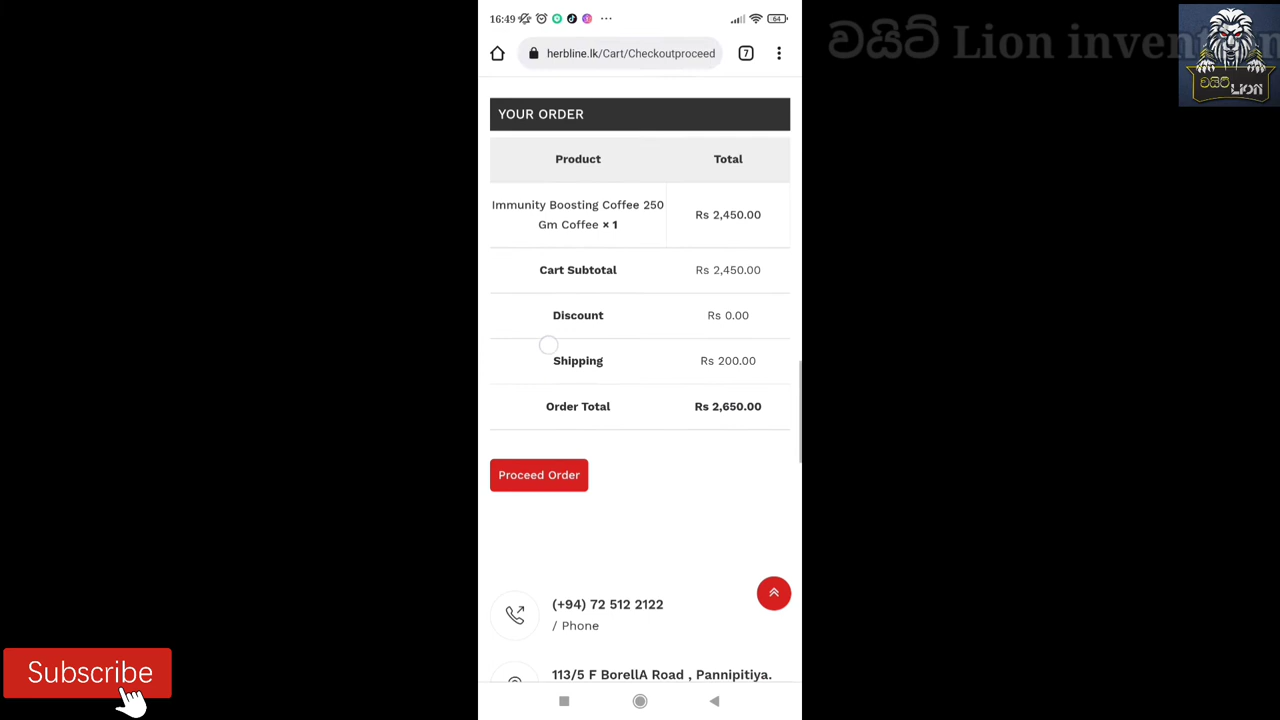 16:49
64
herbline.lk/Cart/Checkoutproceed
7
වයිට් Lion invent
වයිට් LION
YOUR ORDER
Product Total
Immunity Boosting Coffee 250 Gm Coffee × 1 Rs 2,450.00
Cart Subtotal Rs 2,450.00
Discount Rs 0.00
Shipping Rs 200.00
Order Total Rs 2,650.00
Proceed Order
(+94) 72 512 2122
/ Phone
113/5 F BorellA Road , Pannipitiya.
Subscribe